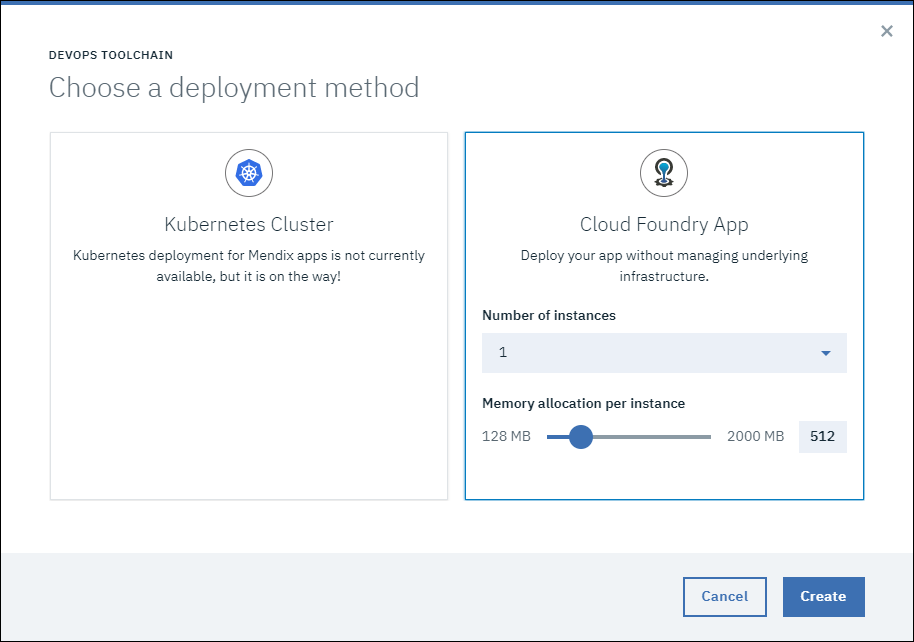 DEVOPS TOOLCHAIN
Choose a deployment method
Kubernetes Cluster
Kubernetes deployment for Mendix apps is not currently
available, but it is on the way!
Cloud Foundry App
Deploy your app without managing underlying
infrastructure.
Number of instances
1
Memory allocation per instance
128 MB 2000 MB 512
Cancel Create